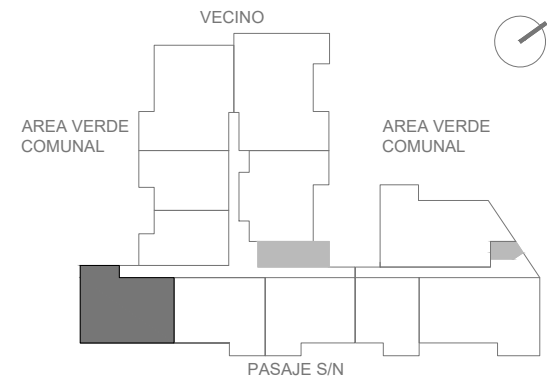 VECINO
AREA VERDE
COMUNAL
AREA VERDE
COMUNAL
PASAJE S/N